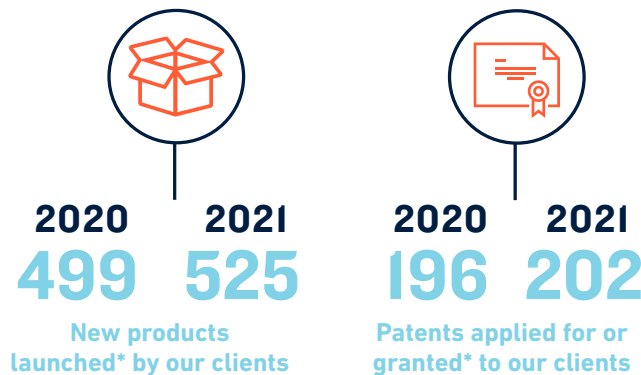 2020 2021
499 525
New products
launched* by our clients
2020 2021
196 202
Patents applied for or
granted* to our clients